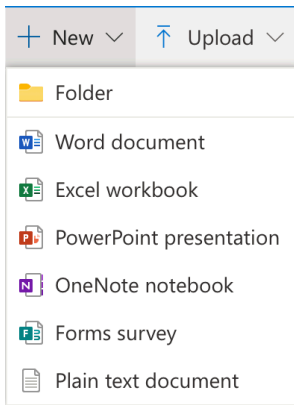 New Upload
Folder
Word document
Excel workbook
PowerPoint presentation
OneNote notebook
Forms survey
Plain text document